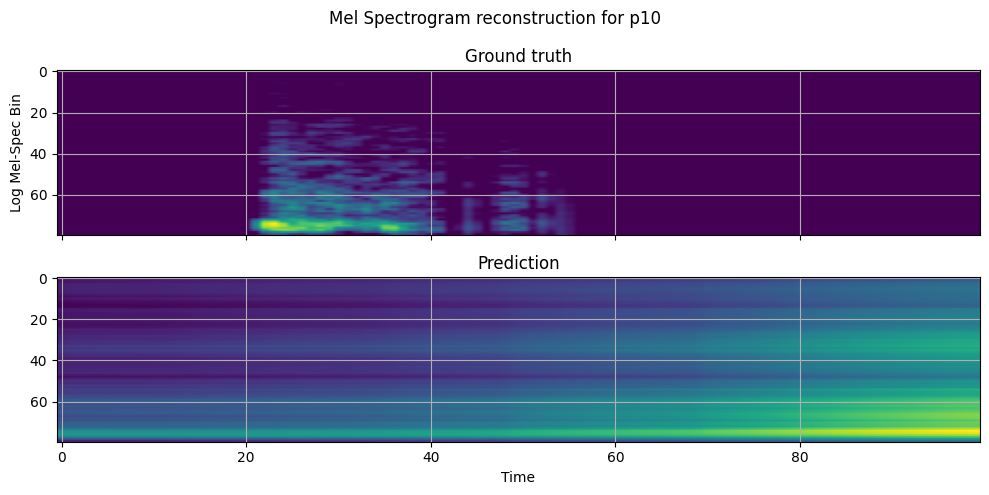 Mel Spectrogram reconstruction for p10
Ground truth
Log Mel-Spec Bin
0
20
40
60
Prediction
0
20
40
60
0 20 40 60 80
Time